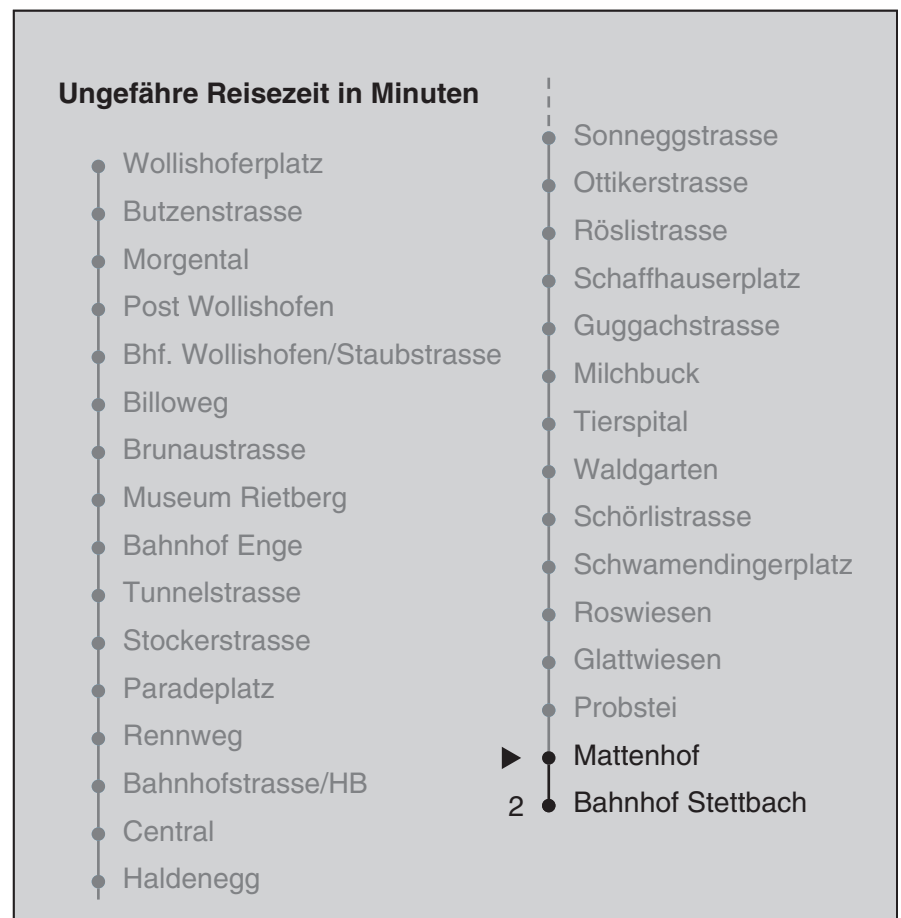 Ungefähre Reisezeit in Minuten
Wollishoferplatz
Butzenstrasse
Morgental
Post Wollishofen
Bhf. Wollishofen/Staubstrasse
Billoweg
Brunaustrasse
Museum Rietberg
Bahnhof Enge
Tunnelstrasse
Stockerstrasse
Paradeplatz
Rennweg
Bahnhofstrasse/HB
Central
Haldenegg
Sonneggstrasse
Ottikerstrasse
Röslistrasse
Schaffhauserplatz
Guggachstrasse
Milchbuck
Tierspital
Waldgarten
Schörlistrasse
Schwamendingerplatz
Roswiesen
Glattwiesen
Probstei
Mattenhof
2 Bahnhof Stettbach